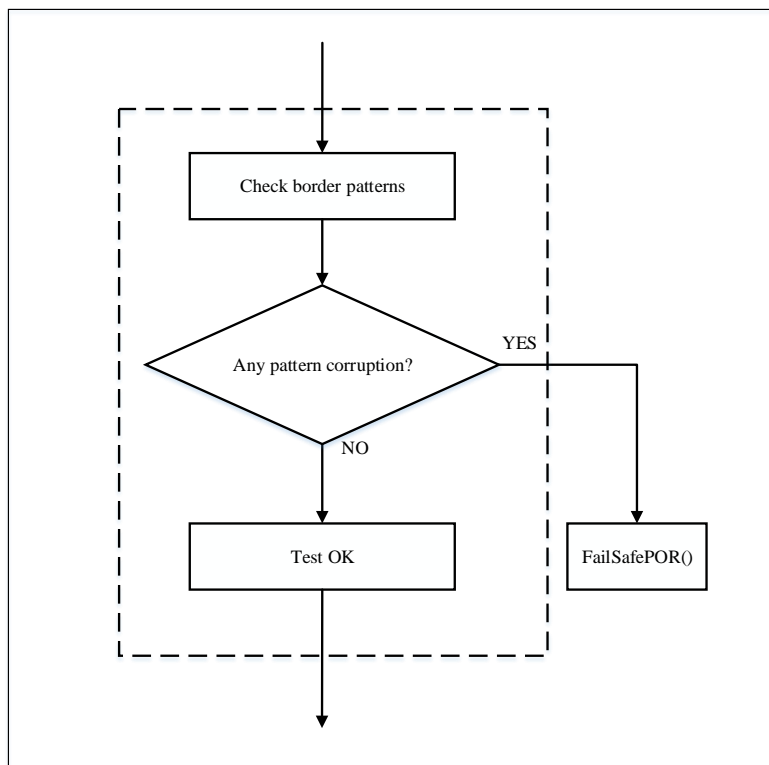 Check border patterns
Any pattern corruption?
YES
NO
Test OK
FailSafePOR()